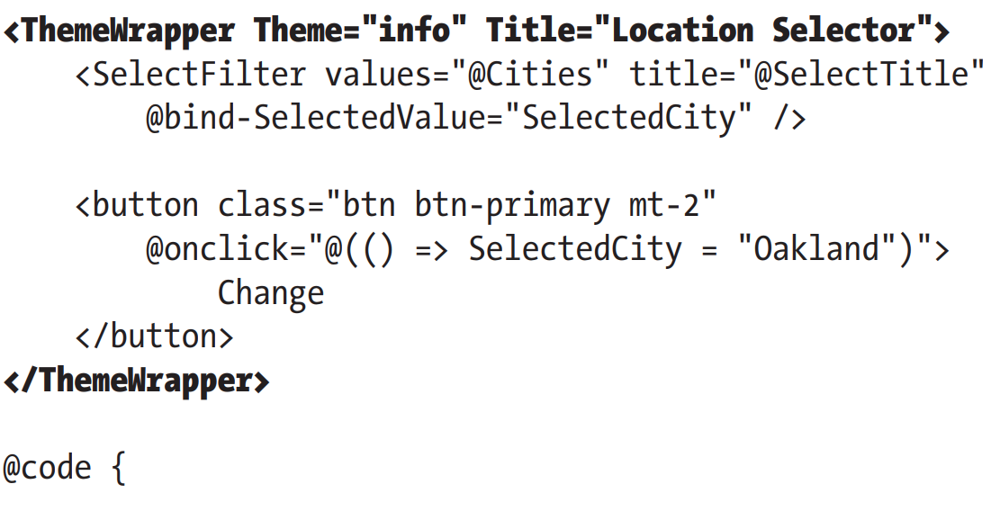 <ThemeWrapper Theme="info" Title="Location Selector">
    <SelectFilter values="@Cities" title="@SelectTitle"
        @bind-SelectedValue="SelectedCity" />

    <button class="btn btn-primary mt-2"
        @onclick="@(() => SelectedCity = "Oakland")">
            Change
    </button>
</ThemeWrapper>

@code {